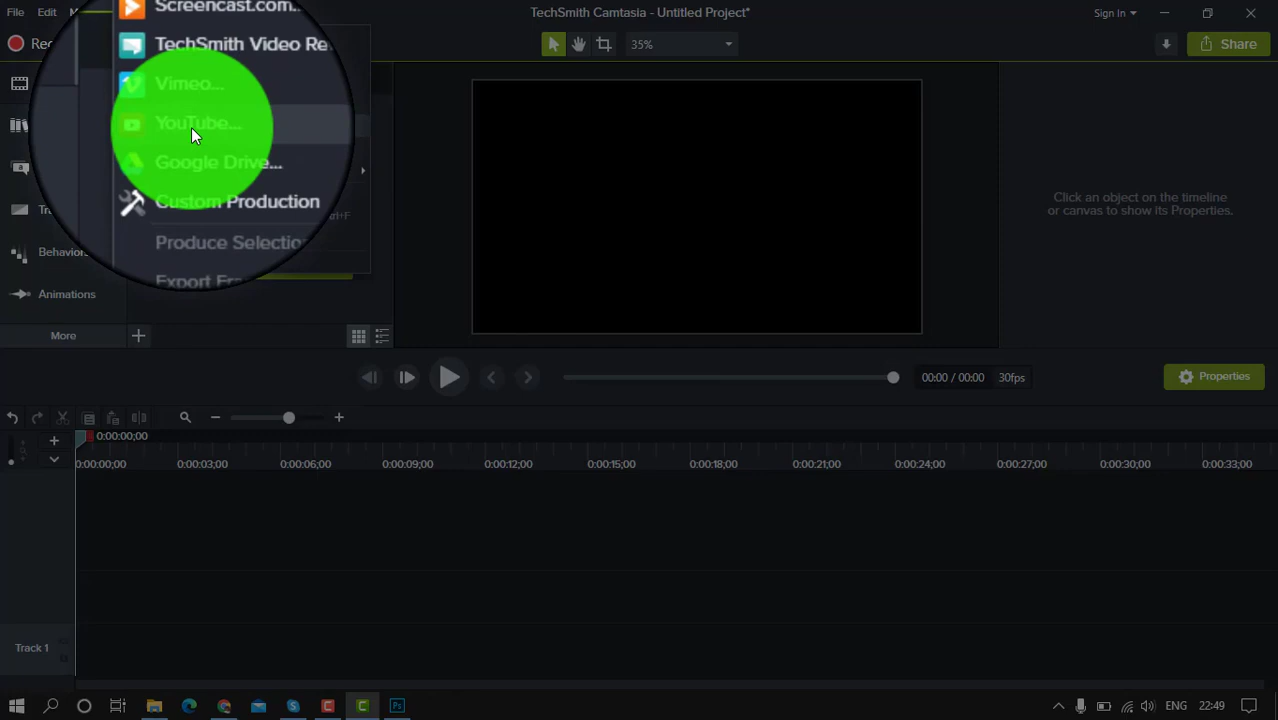 File Edit
TechSmith Camtasia - Untitled Project*
Sign In
Screencast.com...
Rec
TechSmith Video Re
35%
Share
Vimeo...
YouTube...
Google Drive...
Custom Production
Ctrl+F
Produce Selection
Click an object on the timeline
or canvas to show its Properties.
Behaviors
Animations
More
00:00 / 00:00
30fps
Properties
0:00:00;00
0:00:00;00
0:00:03;00
0:00:06;00
0:00:09;00
0:00:12;00
0:00:15;00
0:00:18;00
0:00:21;00
0:00:24;00
0:00:27;00
0:00:30;00
0:00:33;00
Track 1
ENG
22:49